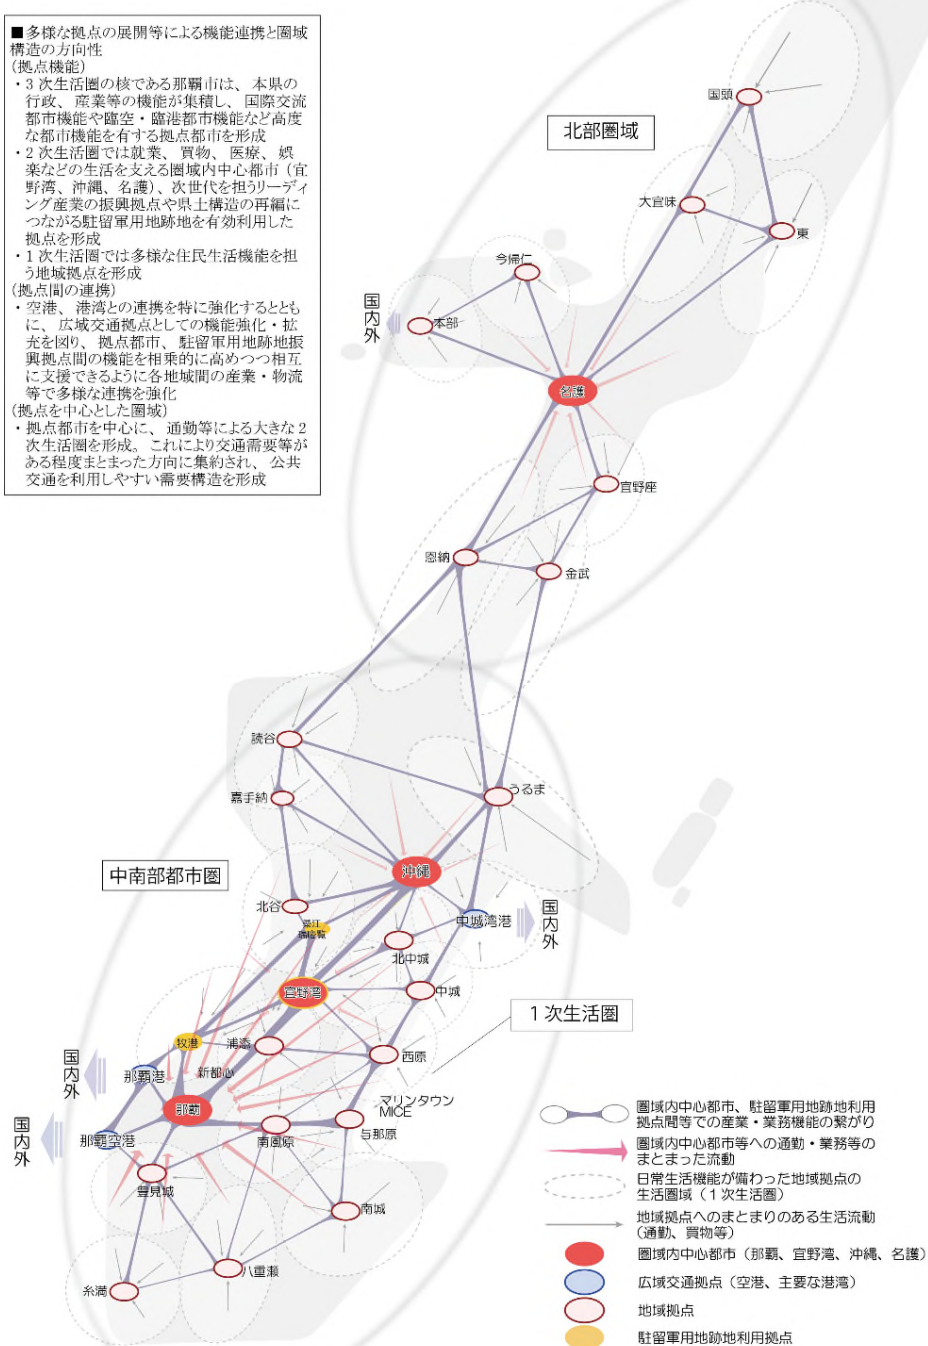 ■多様な拠点の展開等による機能連携と圏域
構造の方向性
(拠点機能)
・3次生活圏の核である那覇市は、本県の
行政、産業等の機能が集積し、国際交流
都市機能や臨空・臨港都市機能など高度
な都市機能を有する拠点都市を形成
・2次生活圏では就業、買物、医療、娯
楽などの生活を支える圏域内中心都市（宜
野湾、沖縄、名護）、次世代を担うリーディ
ング産業の振興拠点や県土構造の再編に
つながる駐留軍用地跡地を有効利用した
拠点を形成
・1次生活圏では多様な住民生活機能を担
う地域拠点を形成
(拠点間の連携)
・空港、港湾との連携を特に強化するととも
に、広域交通拠点としての機能強化・拡
充を図り、拠点都市、駐留軍用地跡地振
興拠点間の機能を相乗的に高めつつ相互
に支援できるように各地域間の産業・物流
等で多様な連携を強化
(拠点を中心とした圏域)
・拠点都市を中心に、通勤等による大きな2
次生活圏を形成。これにより交通需要等が
ある程度まとまった方向に集約され、公共
交通を利用しやすい需要構造を形成
北部圏域
国頭
大宜味
東
今帰仁
国内外
本部
名護
宜野座
恩納
金武
読谷
嘉手納
うるま
中南部都市圏
沖縄
北谷
中城湾港
国内外
北中城
宜野湾
中城
1次生活圏
牧港
浦添
西原
国内外
那覇港
新都心
マリンタウン
MICE
那覇
与那原
国内外
那覇空港
南風原
豊見城
南城
八重瀬
糸満
圏域内中心都市、駐留軍用地跡地利用
拠点間等での産業・業務機能の繋がり
圏域内中心都市等への通勤・業務等の
まとまった流動
日常生活機能が備わった地域拠点の
生活圏域（1次生活圏）
地域拠点へのまとまりのある生活流動
（通勤、買物等）
圏域内中心都市（那覇、宜野湾、沖縄、名護）
広域交通拠点（空港、主要な港湾）
地域拠点
駐留軍用地跡地利用拠点